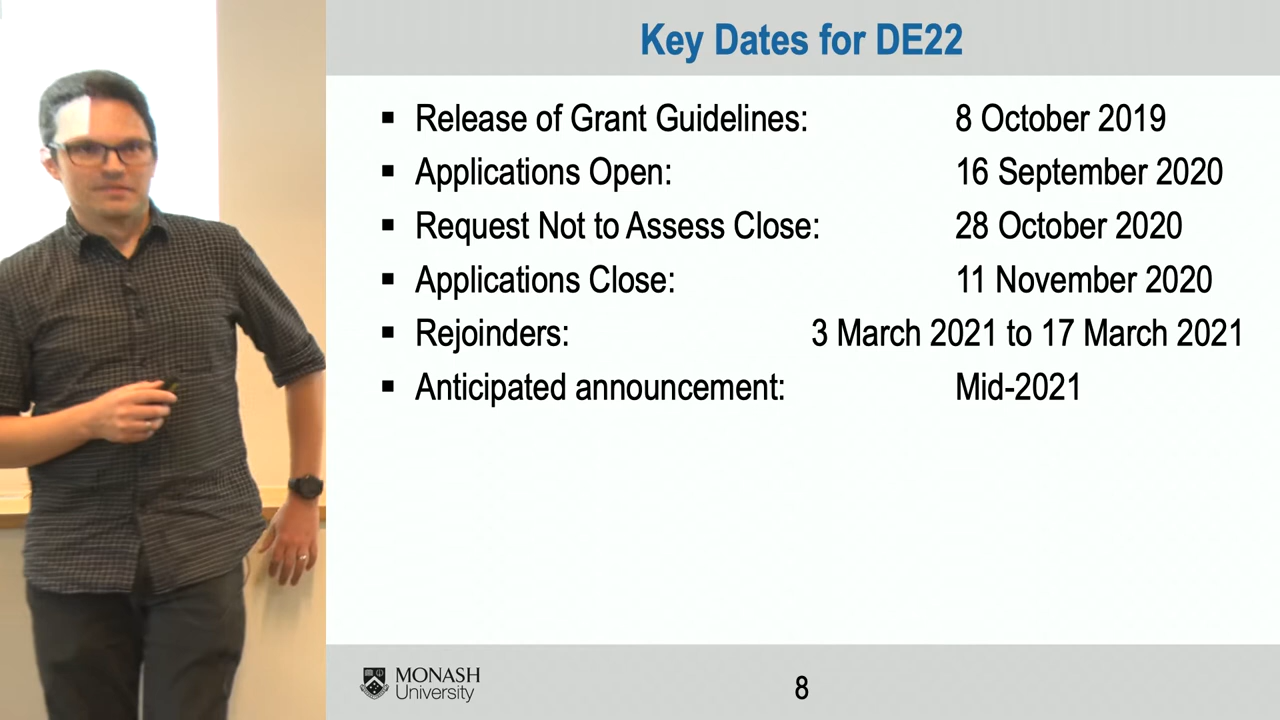 Key Dates for DE22
▪ Release of Grant Guidelines: 8 October 2019
▪ Applications Open: 16 September 2020
▪ Request Not to Assess Close: 28 October 2020
▪ Applications Close: 11 November 2020
▪ Rejoinders: 3 March 2021 to 17 March 2021
▪ Anticipated announcement: Mid-2021
MONASH
University
8